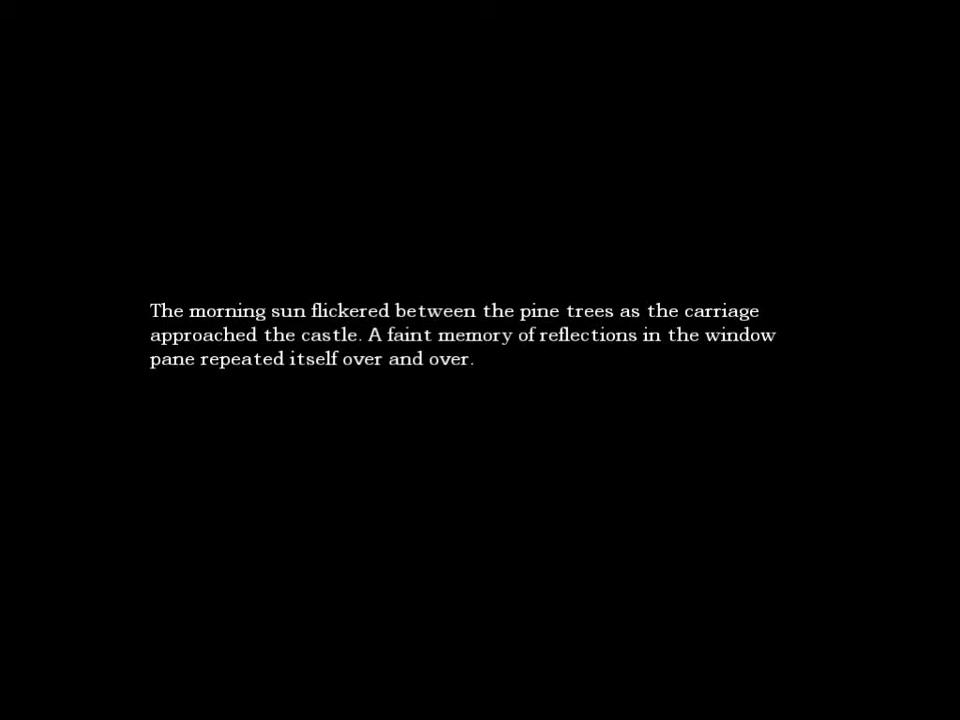 The morning sun flickered between the pine trees as the carriage
approached the castle. A faint memory of reflections in the window
pane repeated itself over and over.